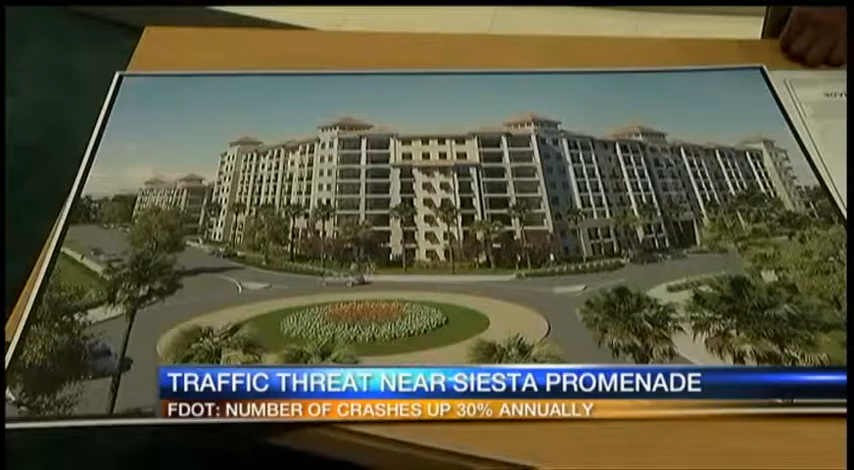 TRAFFIC THREAT NEAR SIESTA PROMENADE
FDOT: NUMBER OF CRASHES UP 30% ANNUALLY